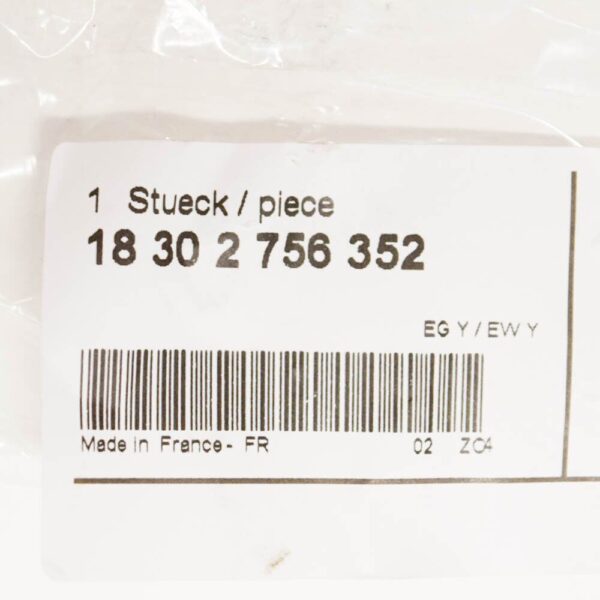 1 Stueck / piece
18 30 2 756 352
EG Y / EW Y
Made in France - FR 02 ZC4